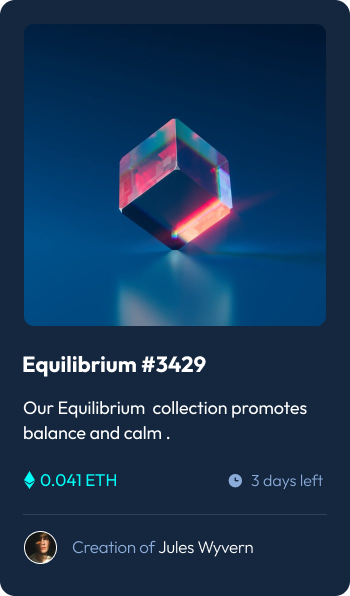 Equilibrium #3429
Our Equilibrium collection promotes
balance and calm .
0.041 ETH
3 days left
Creation of Jules Wyvern